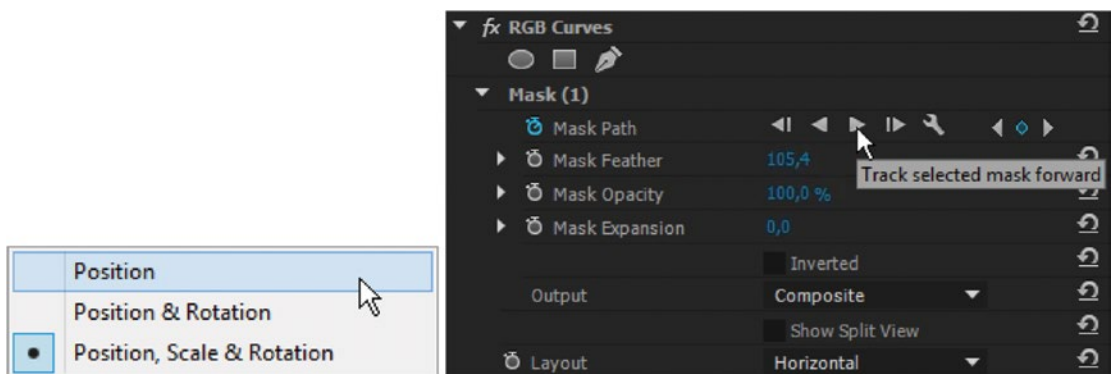 Position
Position & Rotation
Position, Scale & Rotation
fx RGB Curves
Mask (1)
Mask Path
Track selected mask forward
Mask Feather 105,4
Mask Opacity 100,0 %
Mask Expansion 0,0
Inverted
Output Composite
Show Split View
Layout Horizontal